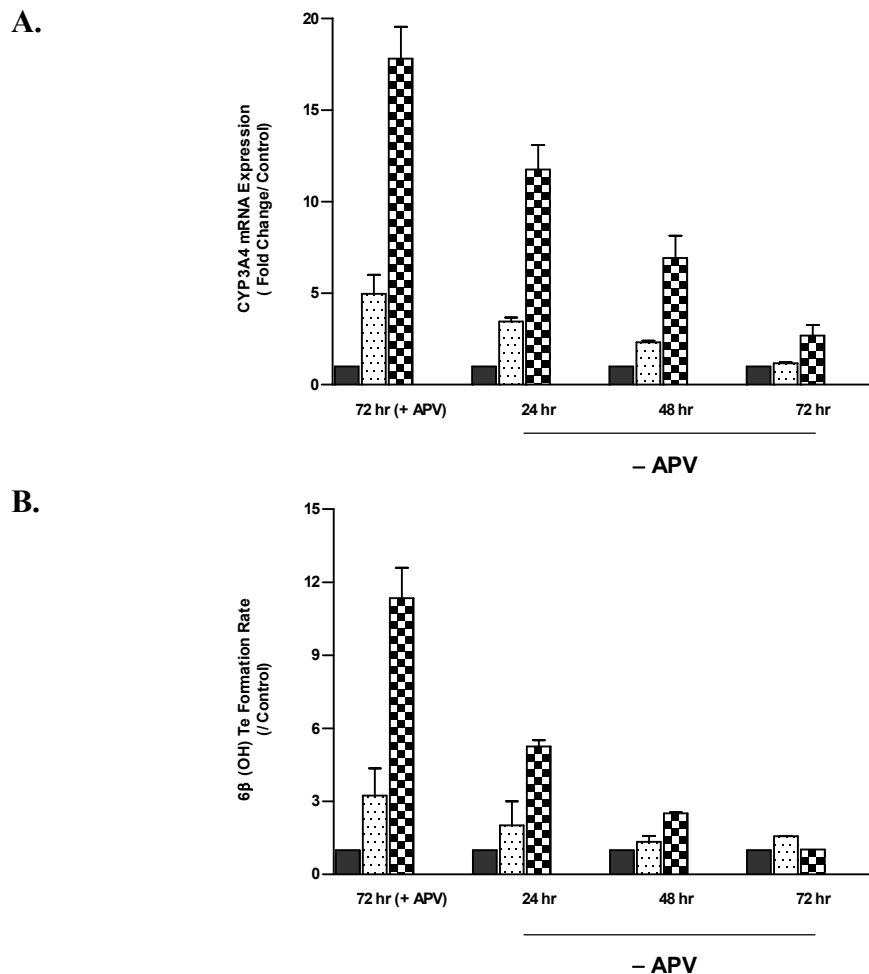 A.
CYP3A4 mRNA Expression
( Fold Change/ Control)
20
15
10
5
0
72 hr (+ APV)
24 hr
48 hr
72 hr
– APV
B.
6β (OH) Te Formation Rate
(/ Control)
15
12
9
6
3
0
72 hr (+ APV)
24 hr
48 hr
72 hr
– APV